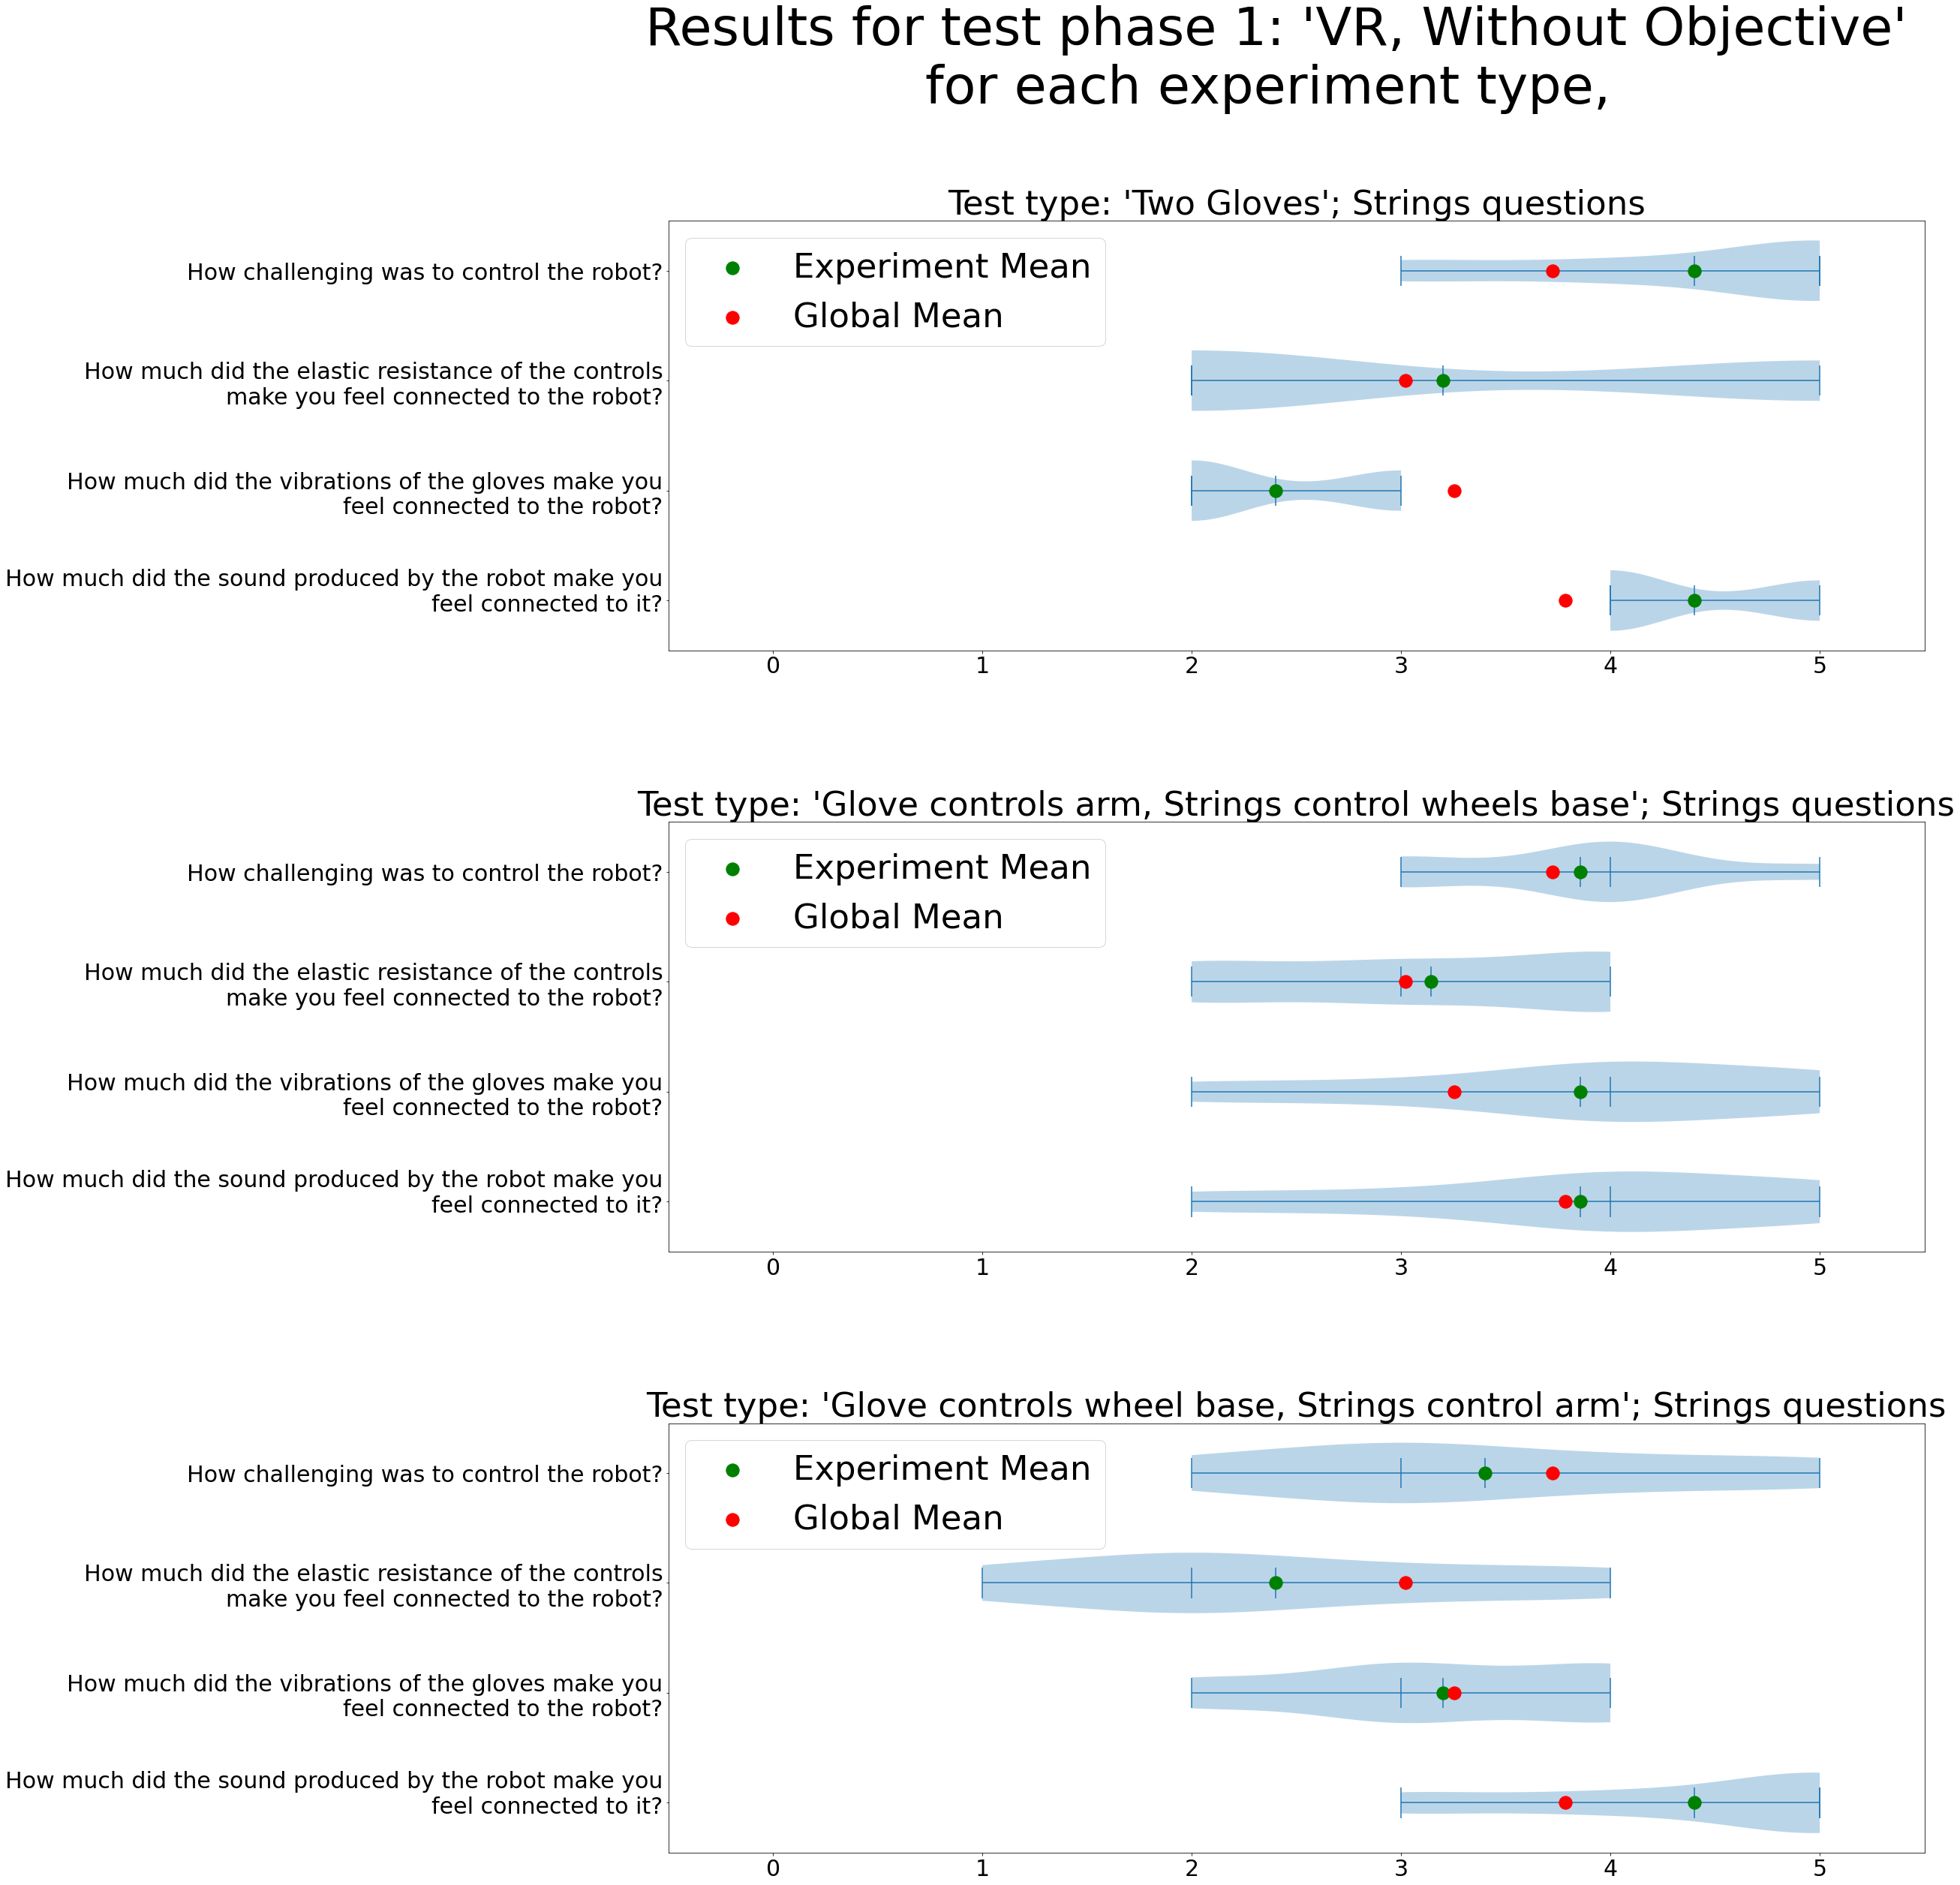 Results for test phase 1: 'VR, Without Objective'
for each experiment type,
Test type: 'Two Gloves'; Strings questions
Experiment Mean
Global Mean
How challenging was to control the robot?
How much did the elastic resistance of the controls
make you feel connected to the robot?
How much did the vibrations of the gloves make you
feel connected to the robot?
How much did the sound produced by the robot make you
feel connected to it?
0 1 2 3 4 5
Test type: 'Glove controls arm, Strings control wheels base'; Strings questions
Experiment Mean
Global Mean
How challenging was to control the robot?
How much did the elastic resistance of the controls
make you feel connected to the robot?
How much did the vibrations of the gloves make you
feel connected to the robot?
How much did the sound produced by the robot make you
feel connected to it?
0 1 2 3 4 5
Test type: 'Glove controls wheel base, Strings control arm'; Strings questions
Experiment Mean
Global Mean
How challenging was to control the robot?
How much did the elastic resistance of the controls
make you feel connected to the robot?
How much did the vibrations of the gloves make you
feel connected to the robot?
How much did the sound produced by the robot make you
feel connected to it?
0 1 2 3 4 5